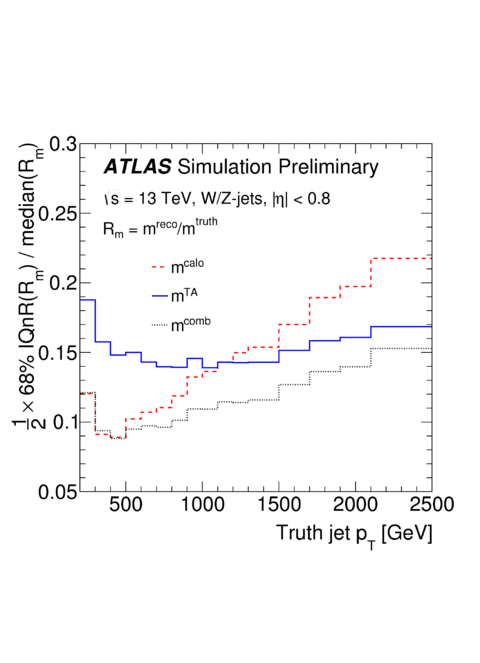 ATLAS Simulation Preliminary
√s = 13 TeV, W/Z-jets, |η| < 0.8
R_m = m^reco/m^truth
m^calo
m^TA
m^comb
½ × 68% IQnR(R_m) / median(R_m)
0.3
0.25
0.2
0.15
0.1
0.05
500 1000 1500 2000 2500
Truth jet p_T [GeV]